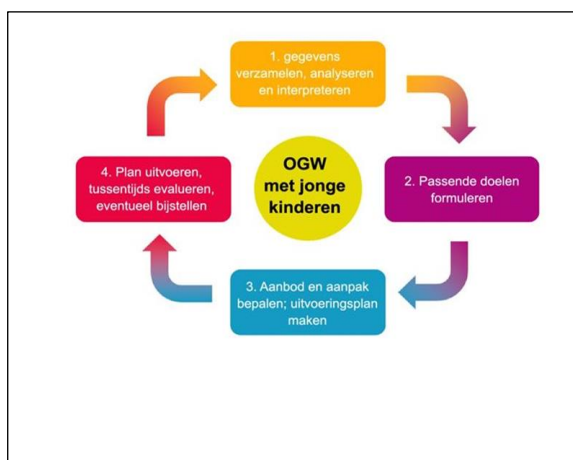 1. gegevens
verzamelen, analyseren
en interpreteren
4. Plan uitvoeren,
tussentijds evalueren,
eventueel bijstellen
OGW
met jonge
kinderen
2. Passende doelen
formuleren
3. Aanbod en aanpak
bepalen; uitvoeringsplan
maken